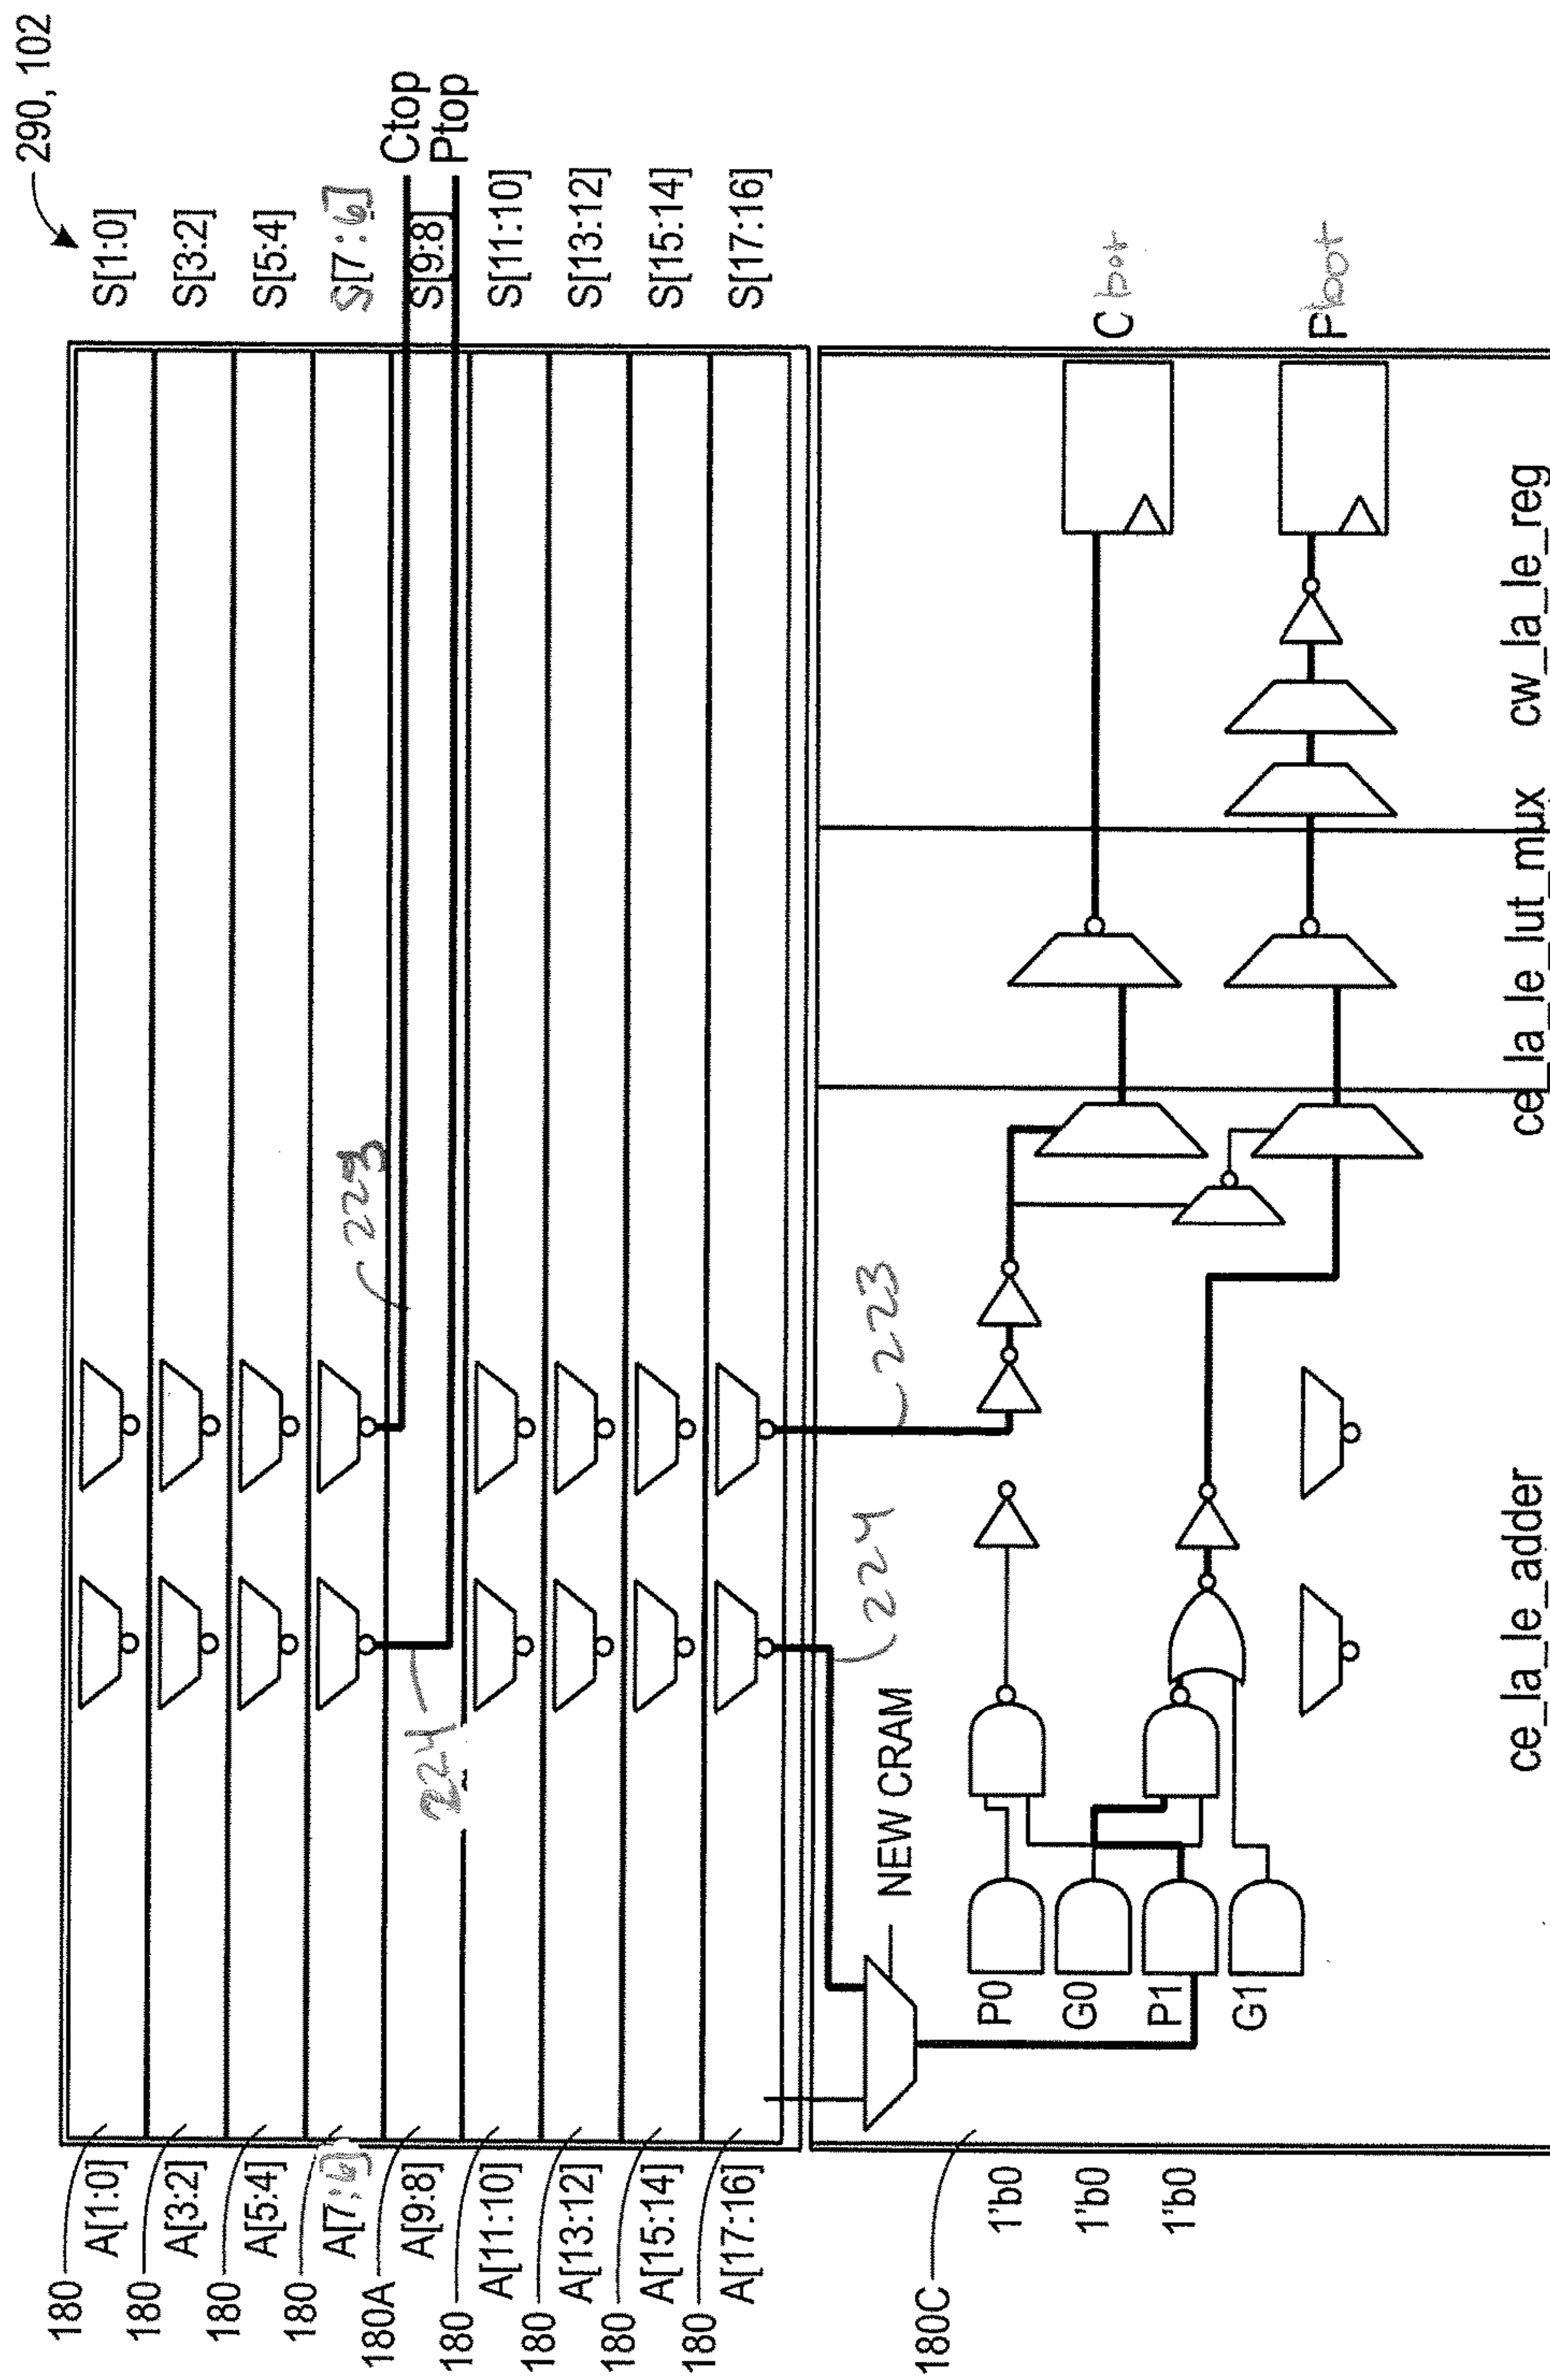 290, 102
S[1:0]
S[3:2]
S[5:4]
S[7:6]
Ctop
S[9:8]
Ptop
S[11:10]
S[13:12]
S[15:14]
S[17:16]
C bot
Pbot
223
224
223
224
NEW CRAM
P0
G0
P1
G1
ce_la_le_adder
ce_la_le_lut_mux
cw_la_le_reg
180
A[1:0]
180
A[3:2]
180
A[5:4]
180
A[7:6]
180A
A[9:8]
180
A[11:10]
180
A[13:12]
180
A[15:14]
180
A[17:16]
180C
1"b0
1"b0
1"b0